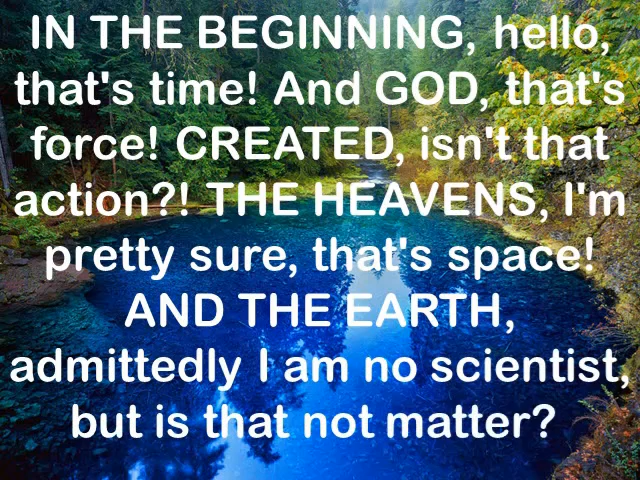 IN THE BEGINNING, hello,
that's time! And GOD, that's
force! CREATED, isn't that
action?! THE HEAVENS, I'm
pretty sure, that's space!
AND THE EARTH,
admittedly I am no scientist,
but is that not matter?